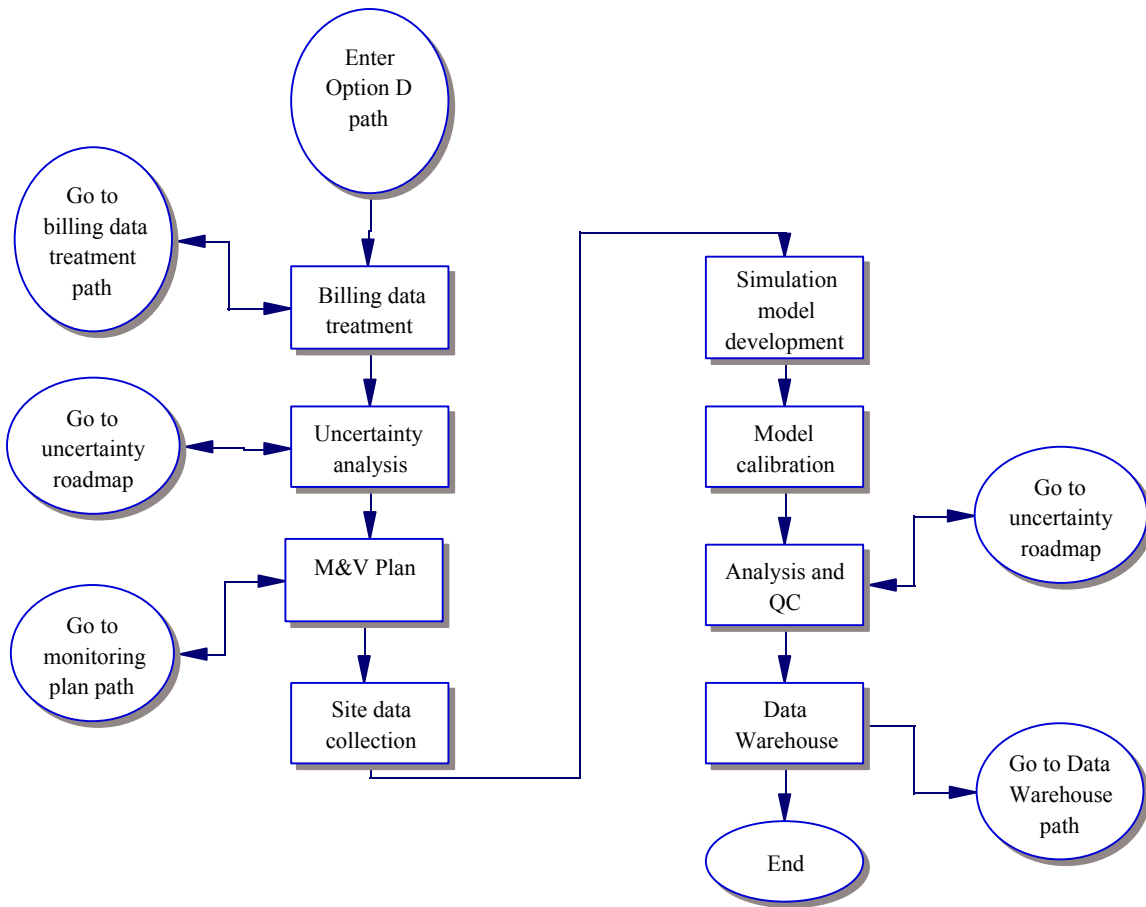 Enter
Option D
path
Go to
billing data
treatment
path
Billing data
treatment
Go to
uncertainty
roadmap
Uncertainty
analysis
M&V Plan
Go to
monitoring
plan path
Site data
collection
Simulation
model
development
Model
calibration
Go to
uncertainty
roadmap
Analysis and
QC
Data
Warehouse
Go to Data
Warehouse
path
End